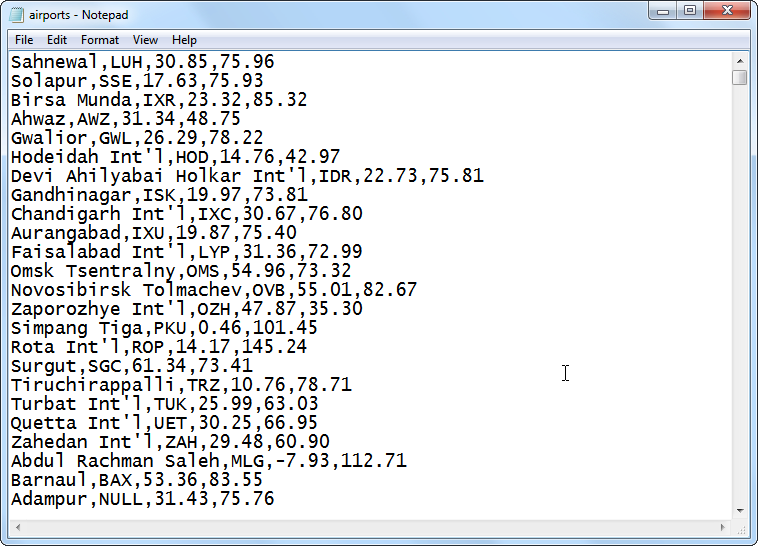 airports - Notepad
File Edit Format View Help
Sahnewal,LUH,30.85,75.96
Solapur,SSE,17.63,75.93
Birsa Munda,IXR,23.32,85.32
Ahwaz,AWZ,31.34,48.75
Gwalior,GWL,26.29,78.22
Hodeidah Int'l,HOD,14.76,42.97
Devi Ahilyabai Holkar Int'l,IDR,22.73,75.81
Gandhinagar,ISK,19.97,73.81
Chandigarh Int'l,IXC,30.67,76.80
Aurangabad,IXU,19.87,75.40
Faisalabad Int'l,LYP,31.36,72.99
Omsk Tsentralny,OMS,54.96,73.32
Novosibirsk Tolmachev,OVB,55.01,82.67
Zaporozhye Int'l,OZH,47.87,35.30
Simpang Tiga,PKU,0.46,101.45
Rota Int'l,ROP,14.17,145.24
Surgut,SGC,61.34,73.41
Tiruchirappalli,TRZ,10.76,78.71
Turbat Int'l,TUK,25.99,63.03
Quetta Int'l,UET,30.25,66.95
Zahedan Int'l,ZAH,29.48,60.90
Abdul Rachman Saleh,MLG,-7.93,112.71
Barnaul,BAX,53.36,83.55
Adampur,NULL,31.43,75.76